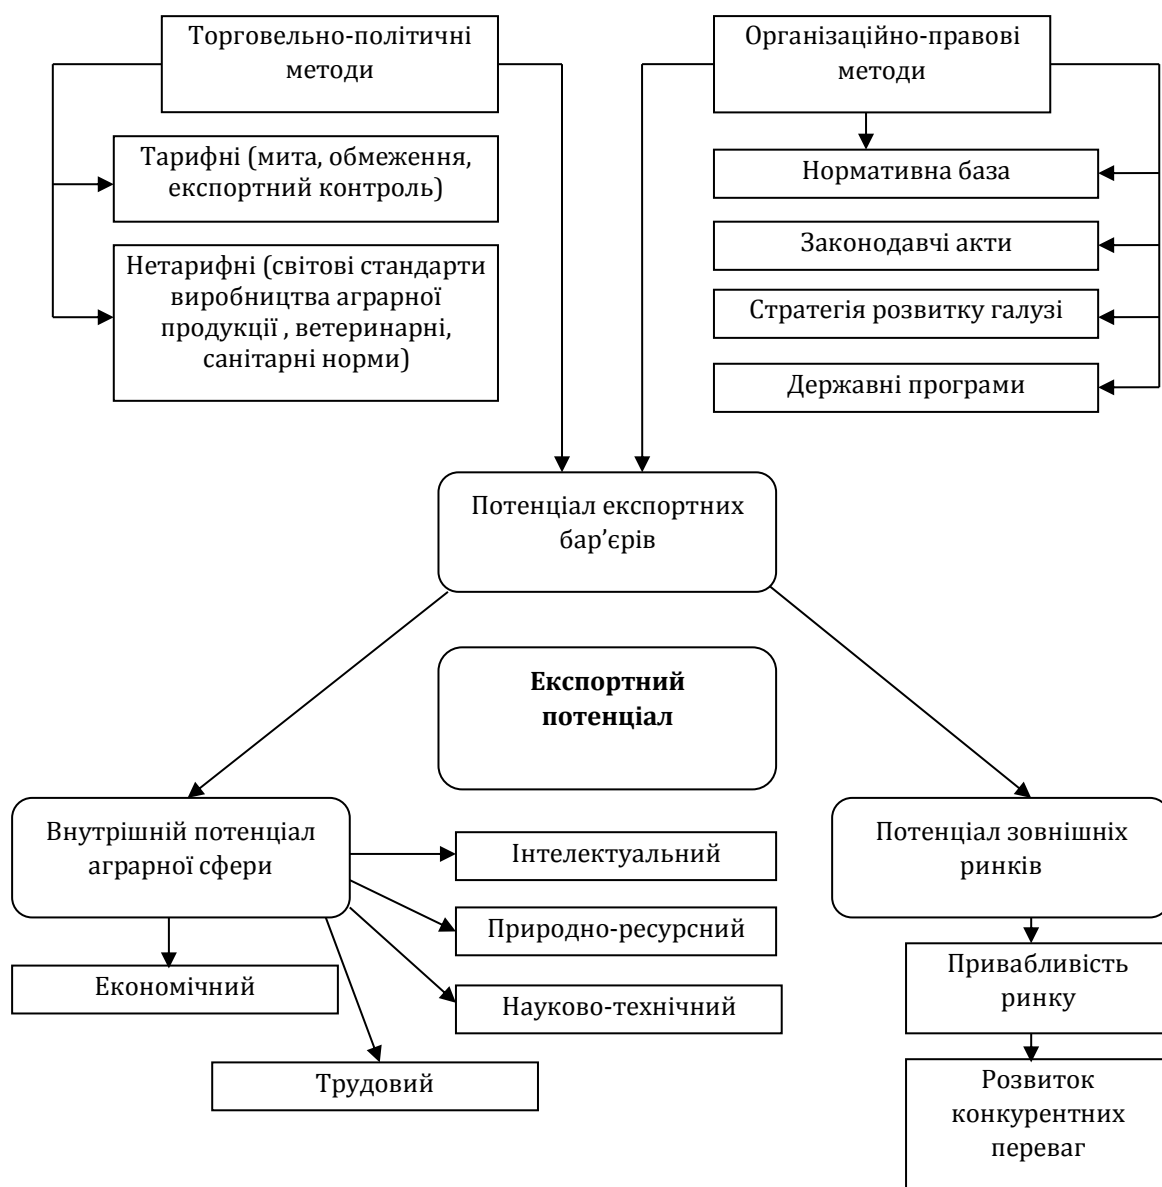 Торговельно-політичні
методи
Організаційно-правові
методи
Тарифні (мита, обмеження,
експортний контроль)
Нормативна база
Нетарифні (світові стандарти
виробництва аграрної
продукції , ветеринарні,
санітарні норми)
Законодавчі акти
Стратегія розвитку галузі
Державні програми
Потенціал експортних
бар’єрів
Експортний
потенціал
Внутрішній потенціал
аграрної сфери
Потенціал зовнішніх
ринків
Інтелектуальний
Природно-ресурсний
Науково-технічний
Економічний
Трудовий
Привабливість
ринку
Розвиток
конкурентних
переваг